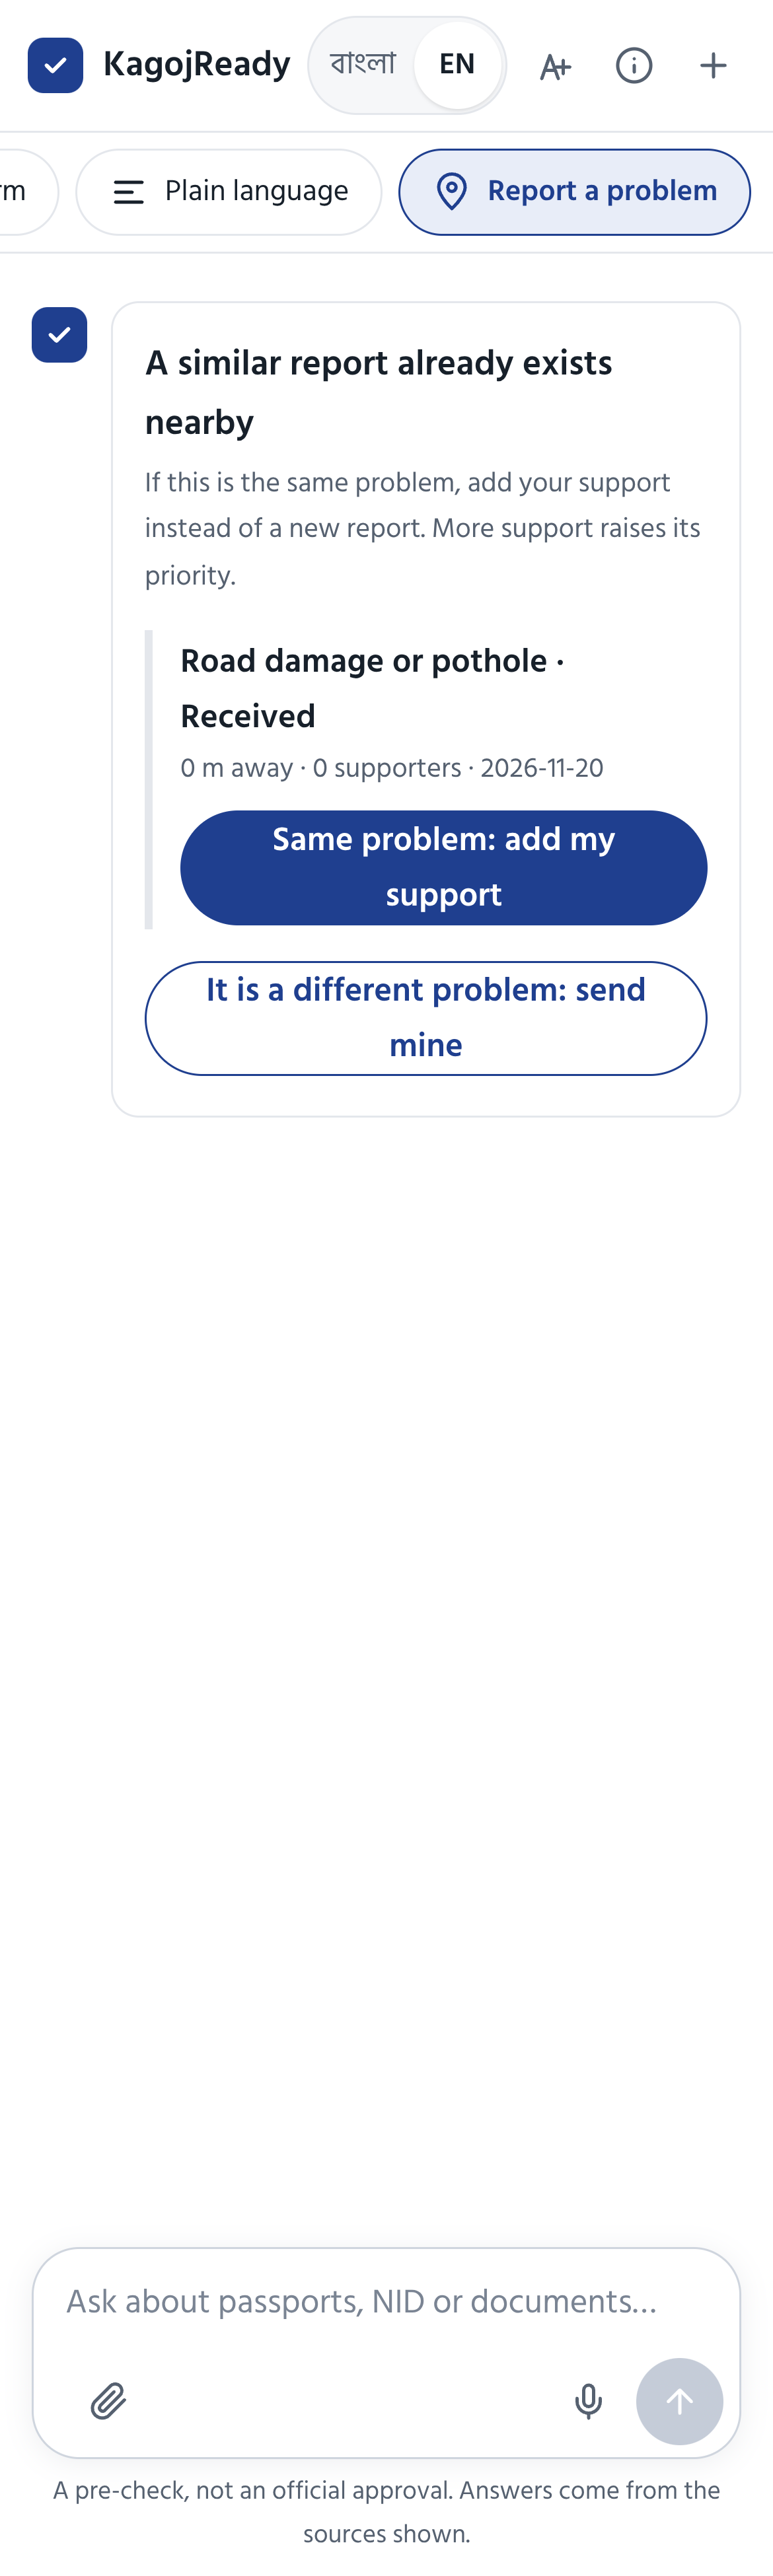 KagojReady বাংলা EN A+
rm Plain language Report a problem
A similar report already exists
nearby
If this is the same problem, add your support
instead of a new report. More support raises its
priority.
Road damage or pothole ·
Received
0 m away · 0 supporters · 2026-11-20
Same problem: add my
support
It is a different problem: send
mine
Ask about passports, NID or documents...
A pre-check, not an official approval. Answers come from the
sources shown.